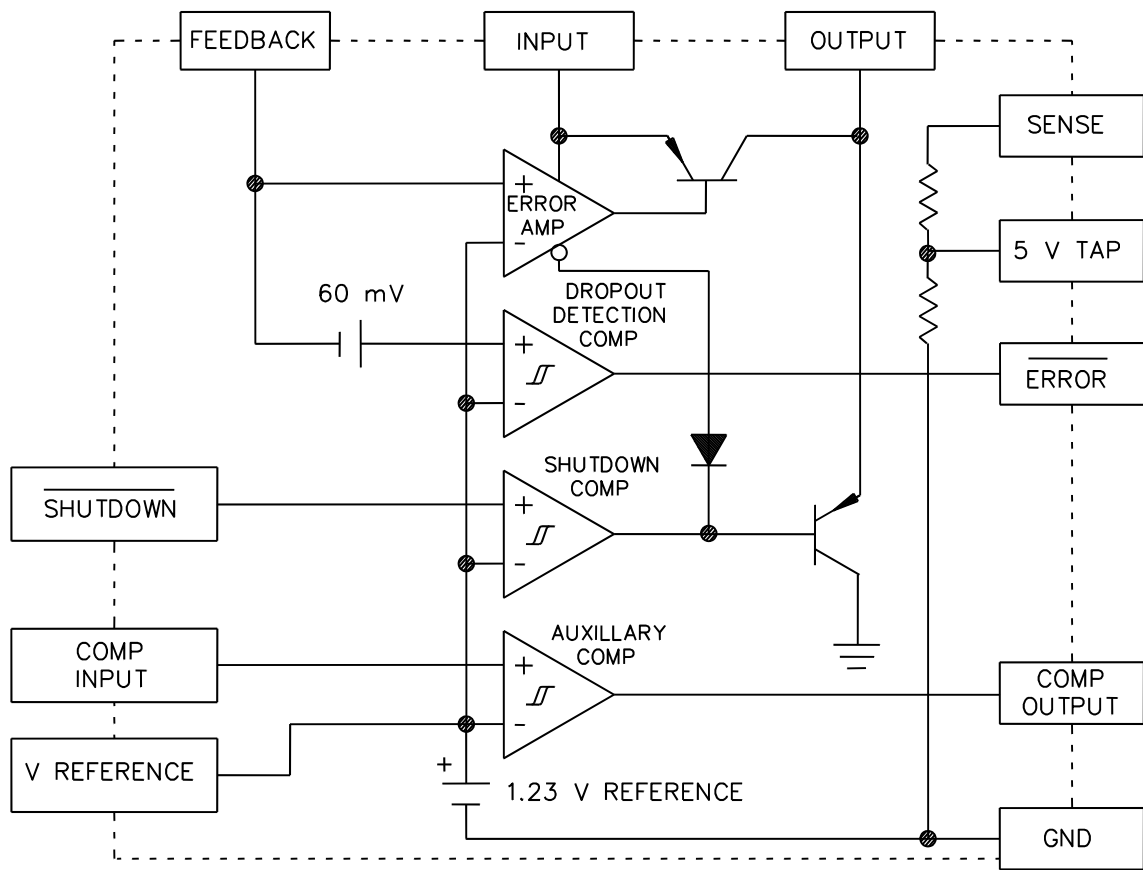 FEEDBACK
INPUT
OUTPUT
SENSE
+
ERROR
AMP
-
5 V TAP
60 mV
DROPOUT
DETECTION
COMP
+
-
ERROR
SHUTDOWN
SHUTDOWN
COMP
+
-
COMP
INPUT
AUXILLARY
COMP
+
-
COMP
OUTPUT
V REFERENCE
+
1.23 V REFERENCE
GND